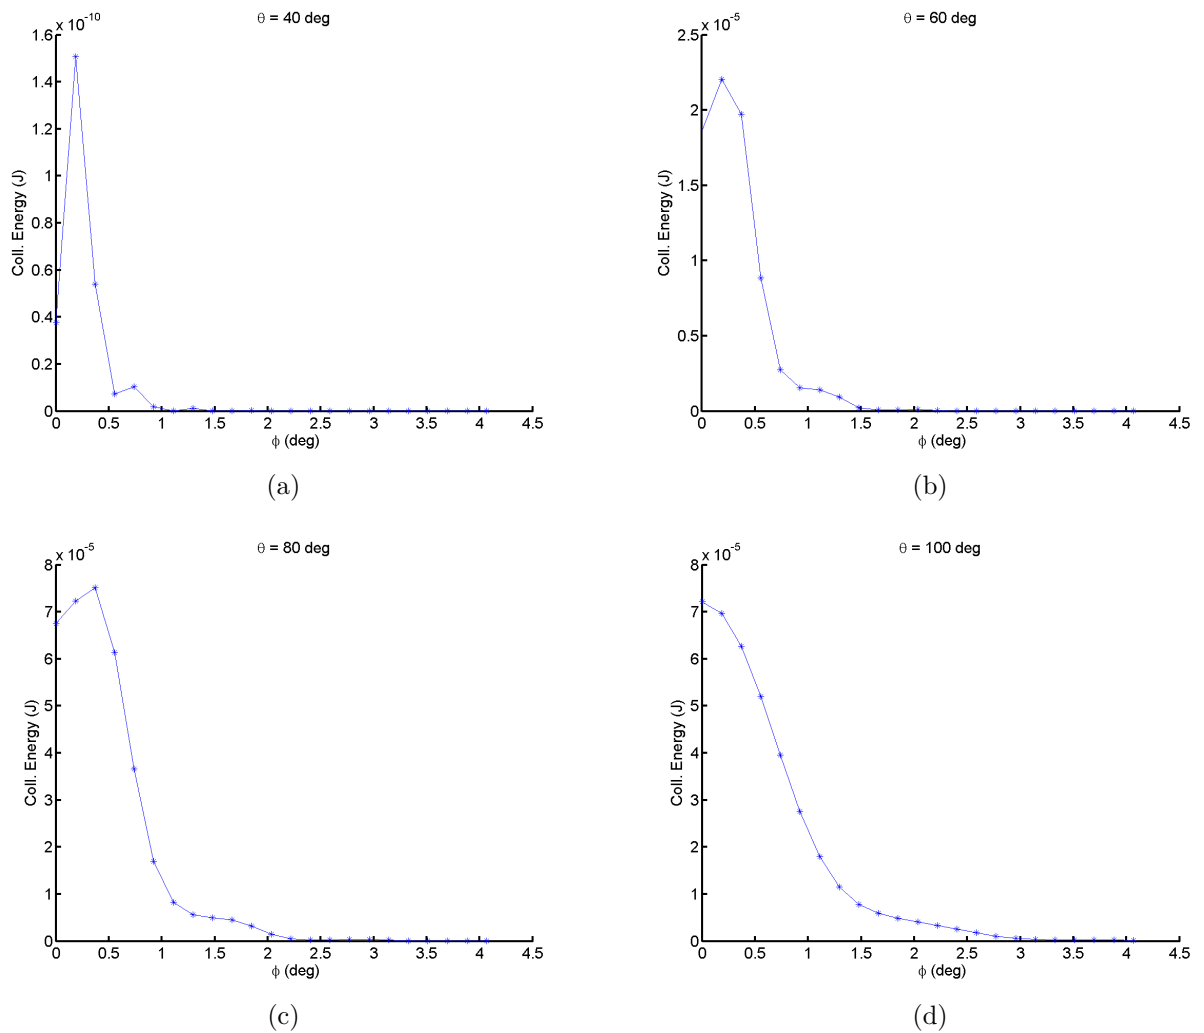 x 10^-10
θ = 40 deg
1.6
1.4
1.2
1
0.8
0.6
0.4
0.2
0
Coll. Energy (J)
0 0.5 1 1.5 2 2.5 3 3.5 4 4.5
ϕ (deg)
(a)
x 10^-5
θ = 60 deg
2.5
2
1.5
1
0.5
0
Coll. Energy (J)
0 0.5 1 1.5 2 2.5 3 3.5 4 4.5
ϕ (deg)
(b)
x 10^-5
θ = 80 deg
8
7
6
5
4
3
2
1
0
Coll. Energy (J)
0 0.5 1 1.5 2 2.5 3 3.5 4 4.5
ϕ (deg)
(c)
x 10^-5
θ = 100 deg
8
7
6
5
4
3
2
1
0
Coll. Energy (J)
0 0.5 1 1.5 2 2.5 3 3.5 4 4.5
ϕ (deg)
(d)